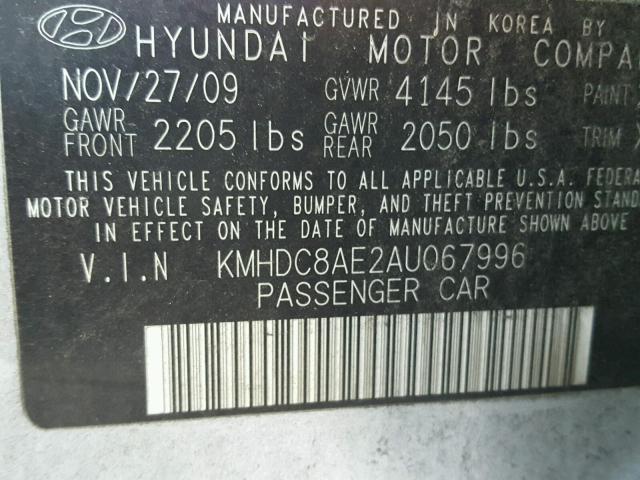 MANUFACTURED IN KOREA BY
HYUNDAI MOTOR
NOV/27/09 GVWR 4145 lbs PAINT
GAWR FRONT 2205 lbs GAWR REAR 2050 lbs TRIM
THIS VEHICLE CONFORMS TO ALL APPLICABLE U.S.A.
MOTOR VEHICLE SAFETY, BUMPER, AND THEFT PREVENTION
IN EFFECT ON THE DATE OF MANUFACTURE SHOWN ABOVE
V.I.N KMHDC8AE2AU067996
PASSENGER CAR